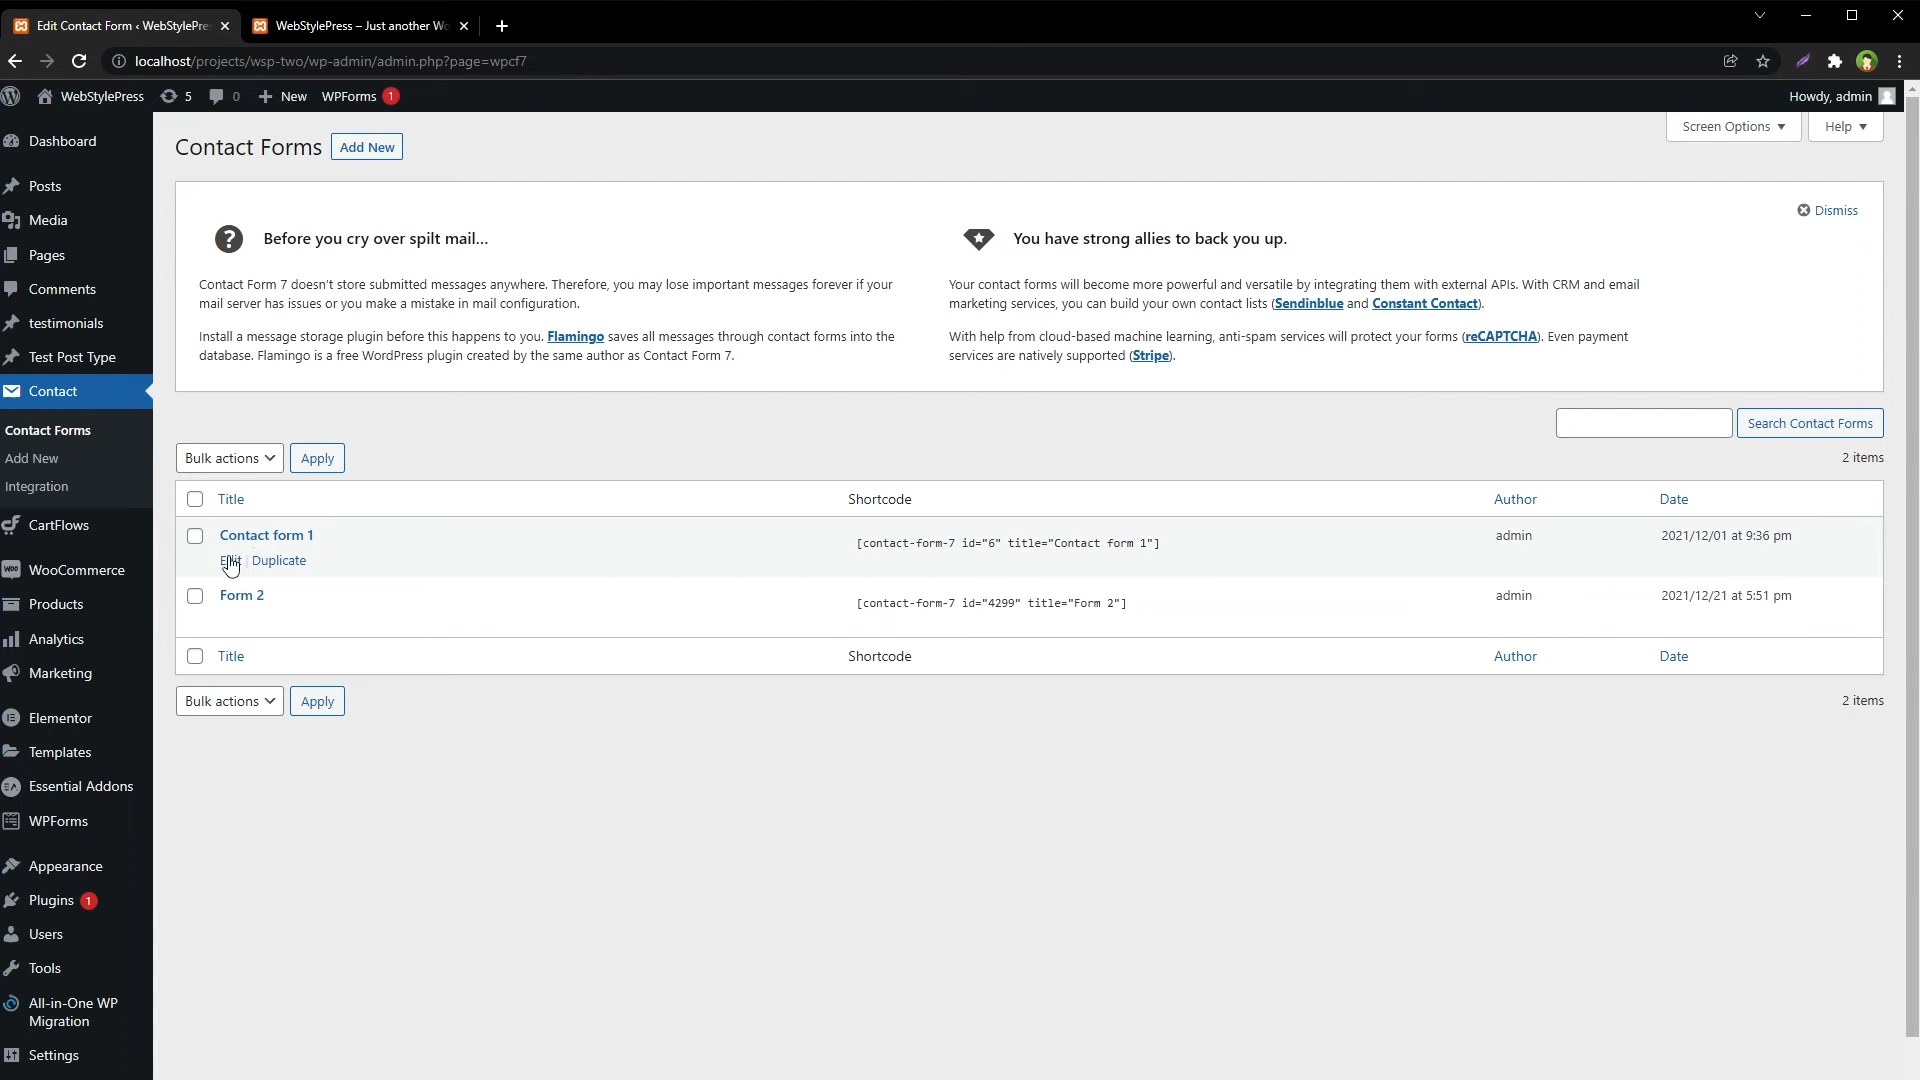 Edit Contact Form ‹ WebStylePre
WebStylePress – Just another Wo
localhost/projects/wsp-two/wp-admin/admin.php?page=wpcf7
WebStylePress 5 0 New WPForms 1
Howdy, admin
Screen Options
Help
Dashboard
Posts
Media
Pages
Comments
testimonials
Test Post Type
Contact
Contact Forms
Add New
Integration
CartFlows
WooCommerce
Products
Analytics
Marketing
Elementor
Templates
Essential Addons
WPForms
Appearance
Plugins 1
Users
Tools
All-in-One WP
Migration
Settings
Contact Forms Add New
Dismiss
Before you cry over spilt mail…
Contact Form 7 doesn't store submitted messages anywhere. Therefore, you may lose important messages forever if your
mail server has issues or you make a mistake in mail configuration.
Install a message storage plugin before this happens to you. Flamingo saves all messages through contact forms into the
database. Flamingo is a free WordPress plugin created by the same author as Contact Form 7.
You have strong allies to back you up.
Your contact forms will become more powerful and versatile by integrating them with external APIs. With CRM and email
marketing services, you can build your own contact lists (Sendinblue and Constant Contact).
With help from cloud-based machine learning, anti-spam services will protect your forms (reCAPTCHA). Even payment
services are natively supported (Stripe).
Search Contact Forms
Bulk actions Apply
2 items
Title Shortcode Author Date
Contact form 1 [contact-form-7 id="6" title="Contact form 1"] admin 2021/12/01 at 9:36 pm
Edit | Duplicate
Form 2 [contact-form-7 id="4299" title="Form 2"] admin 2021/12/21 at 5:51 pm
Title Shortcode Author Date
Bulk actions Apply
2 items